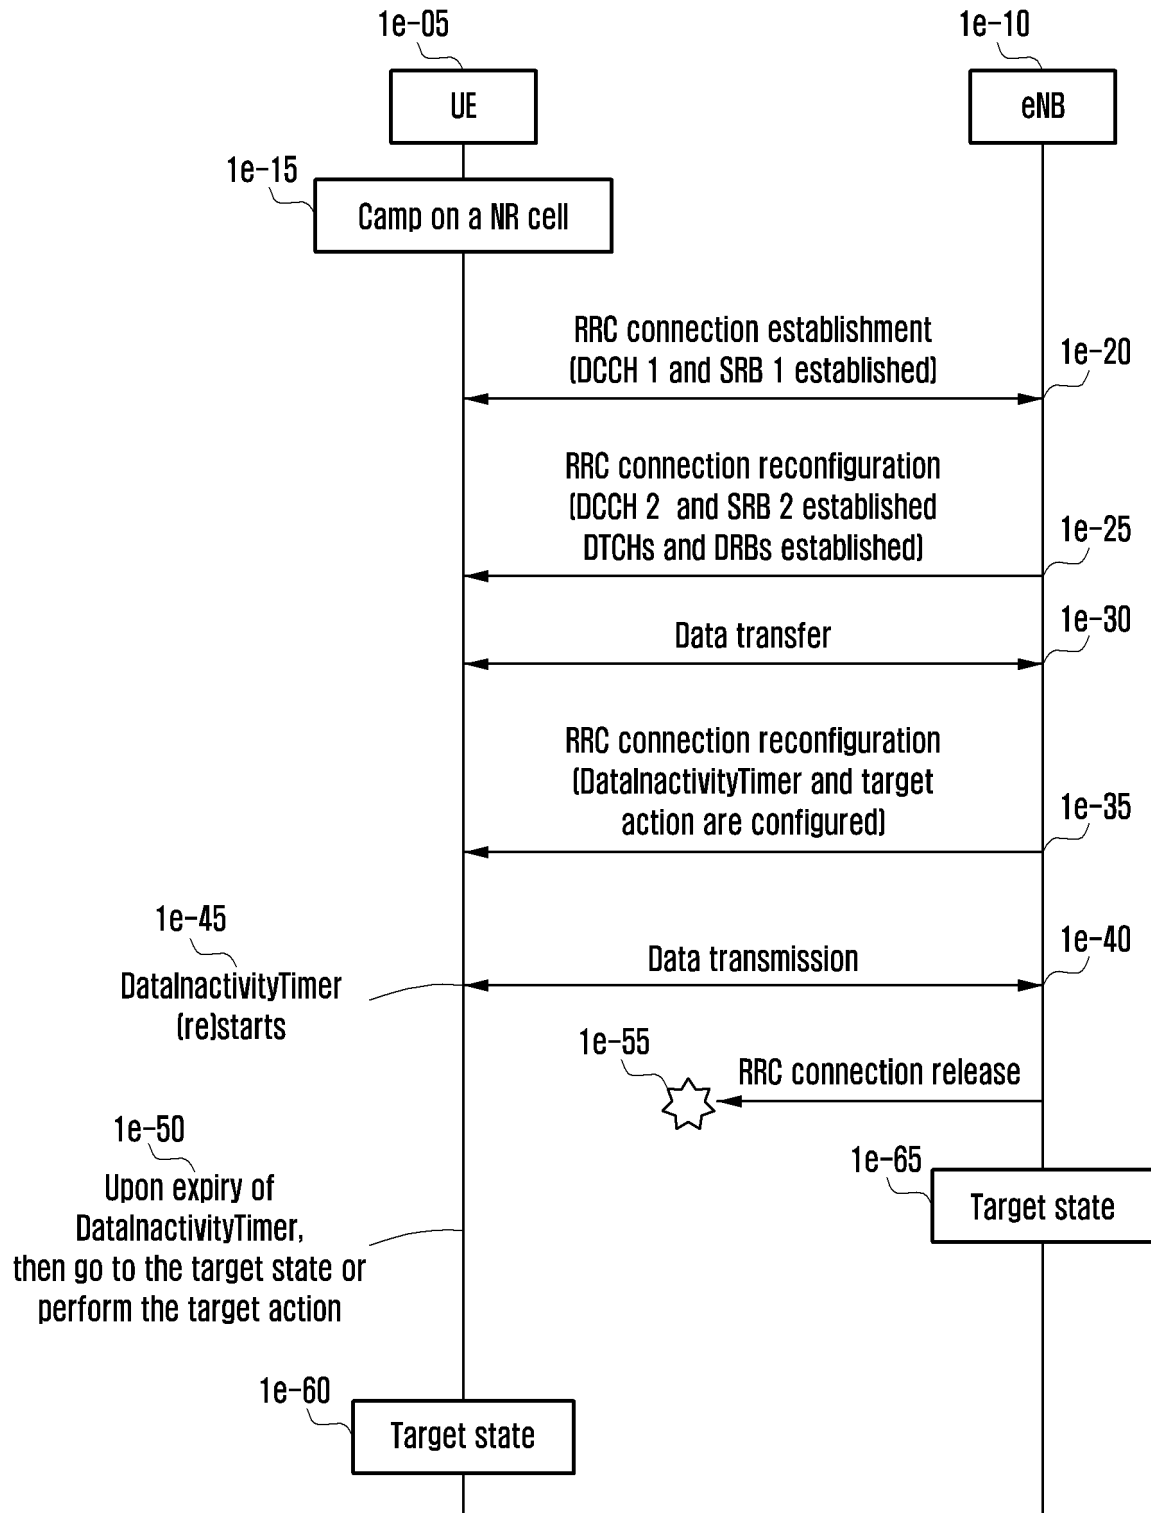 1e-05
1e-10
UE
eNB
1e-15
Camp on a NR cell
RRC connection establishment
(DCCH 1 and SRB 1 established)
1e-20
RRC connection reconfiguration
(DCCH 2 and SRB 2 established
DTCHs and DRBs established)
1e-25
Data transfer
1e-30
RRC connection reconfiguration
(DataInactivityTimer and target
action are configured)
1e-35
1e-45
DataInactivityTimer
(re)starts
Data transmission
1e-40
1e-55
RRC connection release
1e-50
Upon expiry of
DataInactivityTimer,
then go to the target state or
perform the target action
1e-65
Target state
1e-60
Target state